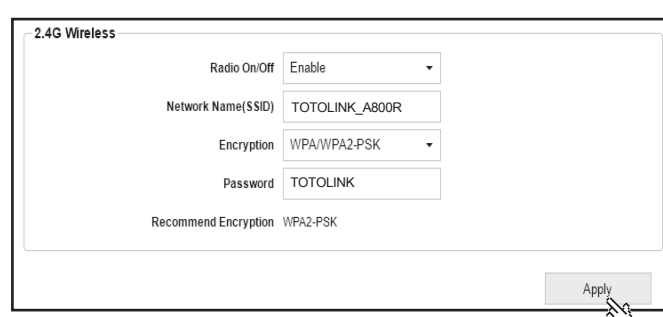 2.4G Wireless
Radio On/Off Enable
Network Name(SSID) TOTOLINK_A800R
Encryption WPA/WPA2-PSK
Password TOTOLINK
Recommend Encryption WPA2-PSK
Apply